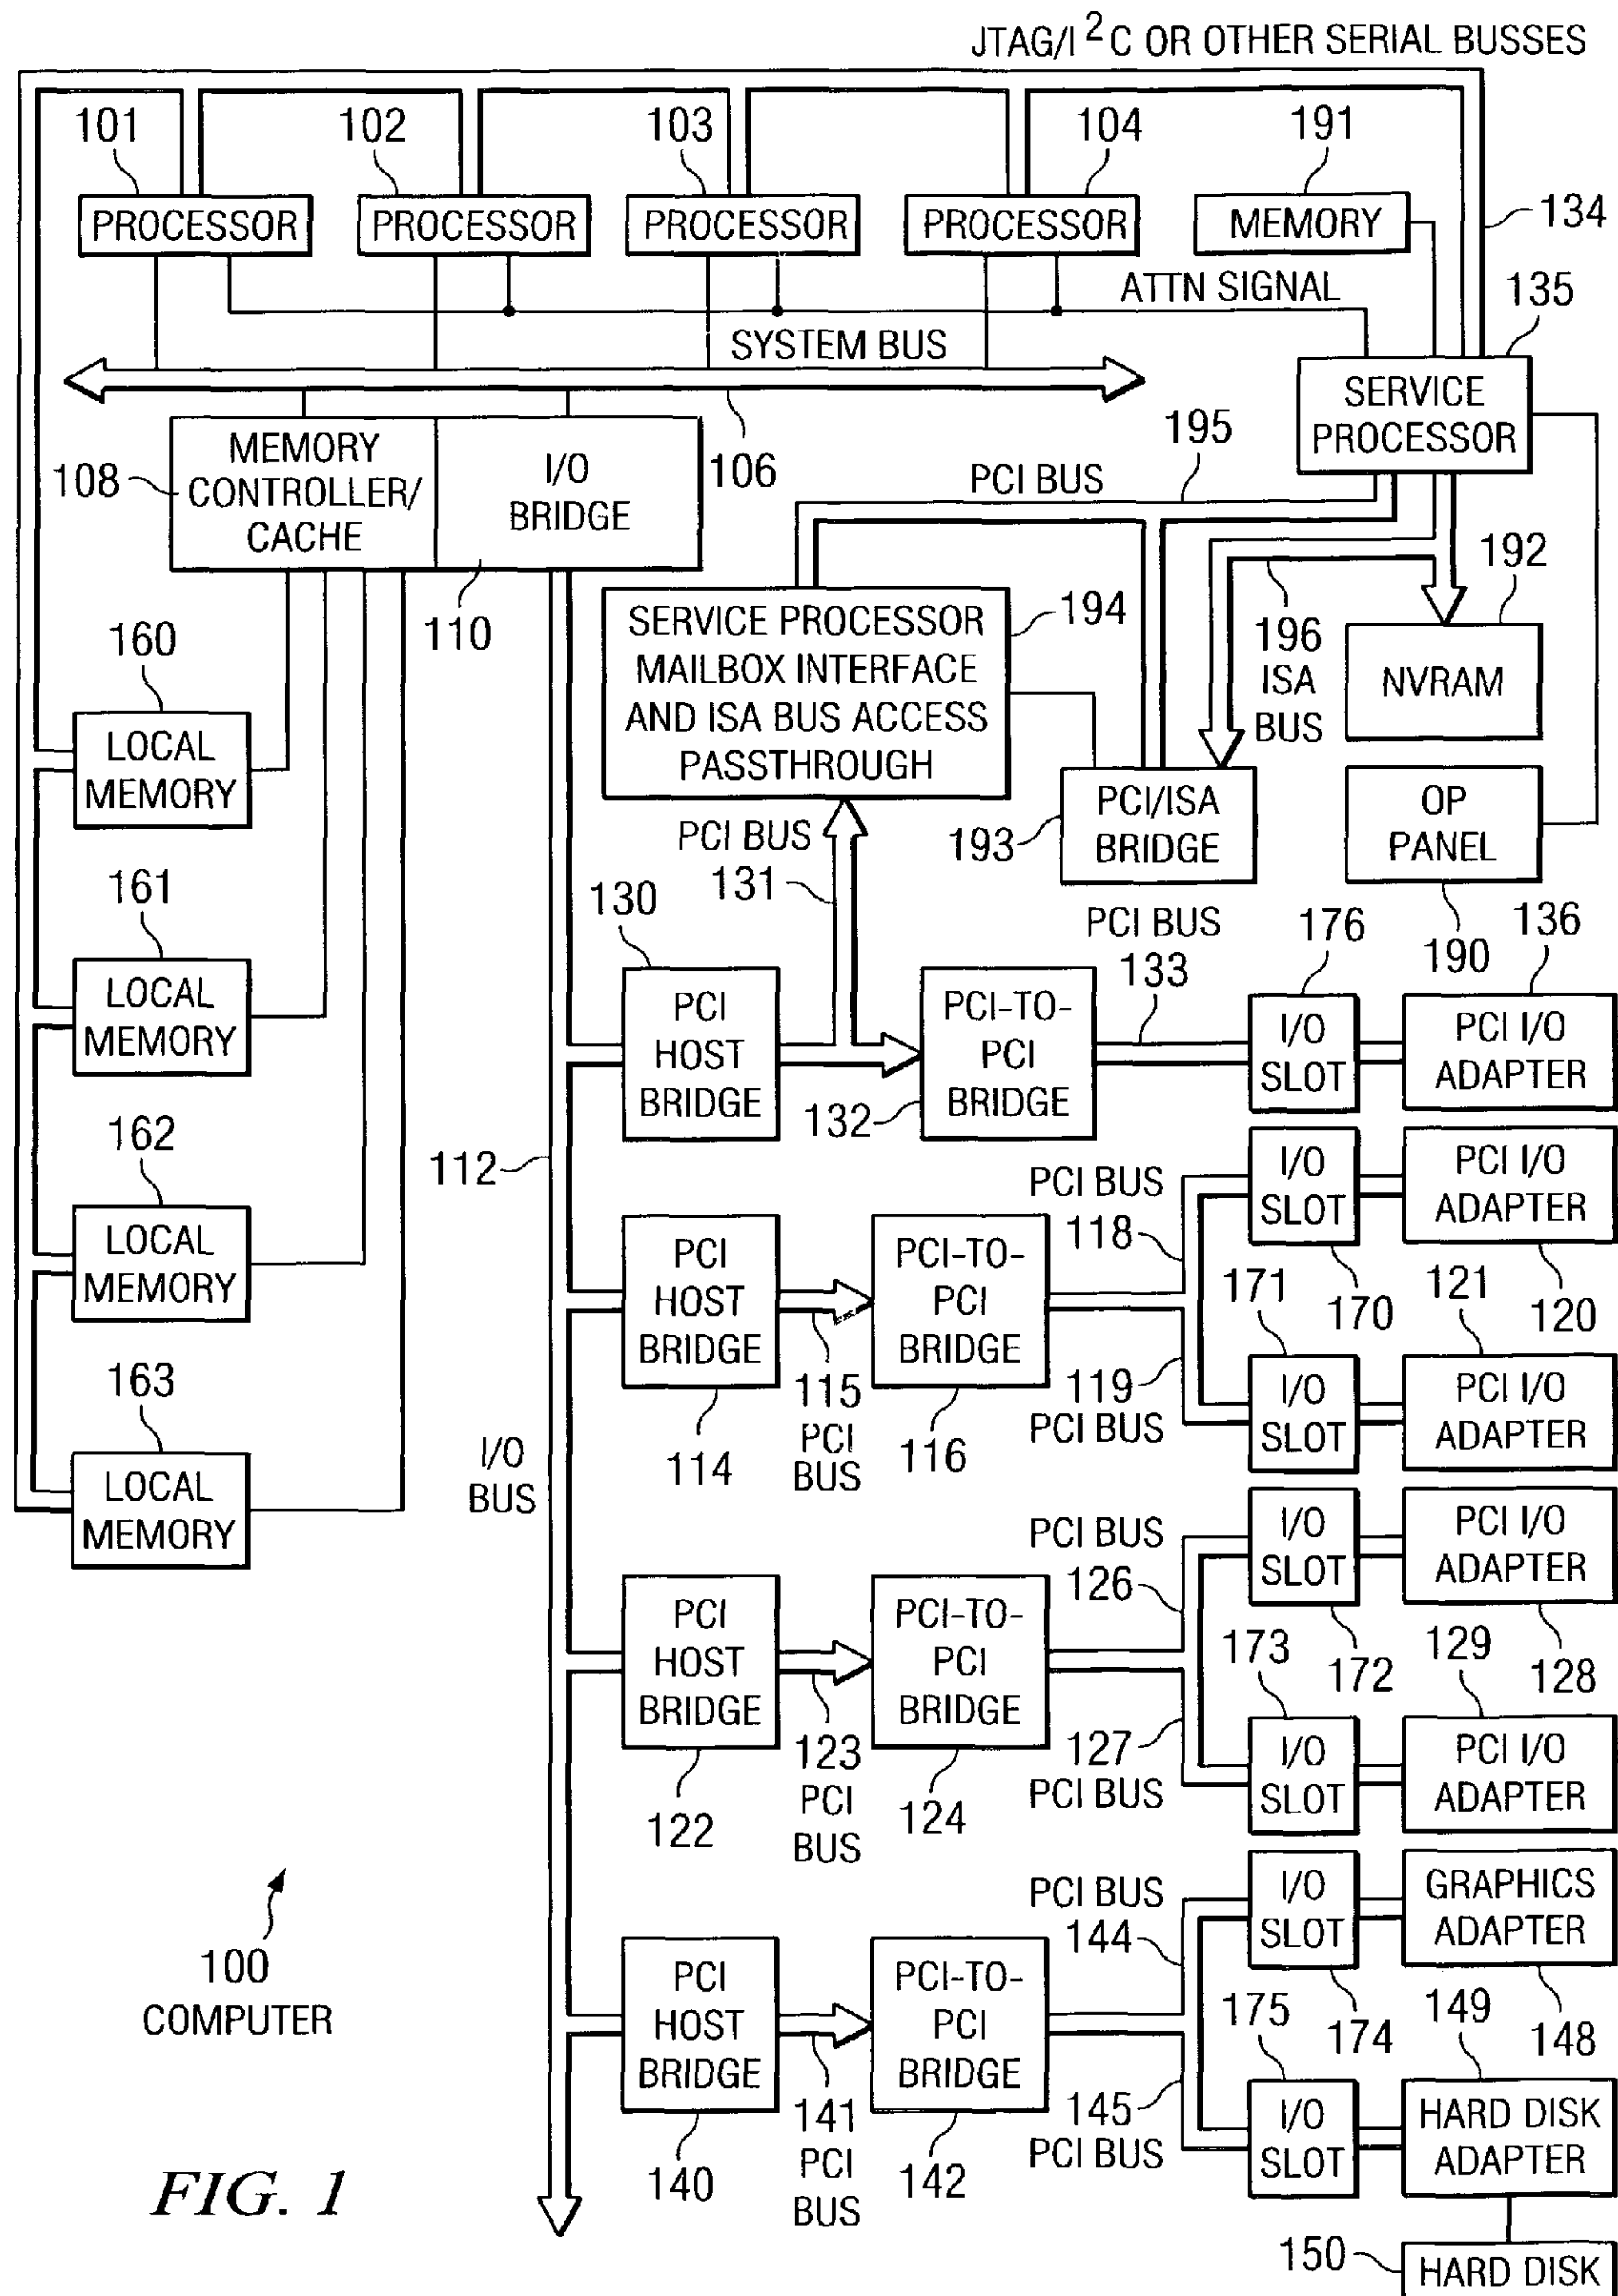 JTAG/I 2 C OR OTHER SERIAL BUSSES
101
102
103
104
191
PROCESSOR
PROCESSOR
PROCESSOR
PROCESSOR
MEMORY
134
ATTN SIGNAL
135
SYSTEM BUS
SERVICE
PROCESSOR
108
MEMORY
CONTROLLER/
CACHE
I/O
BRIDGE
106
110
195
PCI BUS
192
194
SERVICE PROCESSOR
MAILBOX INTERFACE
AND ISA BUS ACCESS
PASSTHROUGH
196
ISA
BUS
NVRAM
160
LOCAL
MEMORY
PCI BUS
131
193
PCI/ISA
BRIDGE
OP
PANEL
190
161
LOCAL
MEMORY
130
PCI
HOST
BRIDGE
132
PCI-TO-
PCI
BRIDGE
PCI BUS
133
176
I/O
SLOT
136
PCI I/O
ADAPTER
162
LOCAL
MEMORY
112
PCI BUS
118
I/O
SLOT
170
PCI I/O
ADAPTER
120
PCI
HOST
BRIDGE
114
115
PCI
BUS
PCI-TO-
PCI
BRIDGE
116
119
PCI BUS
171
I/O
SLOT
121
PCI I/O
ADAPTER
163
LOCAL
MEMORY
I/O
BUS
PCI BUS
126
I/O
SLOT
172
PCI I/O
ADAPTER
128
PCI
HOST
BRIDGE
122
123
PCI
BUS
PCI-TO-
PCI
BRIDGE
124
127
PCI BUS
173
I/O
SLOT
129
PCI I/O
ADAPTER
100
COMPUTER
PCI BUS
144
I/O
SLOT
174
GRAPHICS
ADAPTER
148
PCI
HOST
BRIDGE
140
141
PCI
BUS
PCI-TO-
PCI
BRIDGE
142
145
PCI BUS
175
I/O
SLOT
149
HARD DISK
ADAPTER
150
HARD DISK
FIG. 1